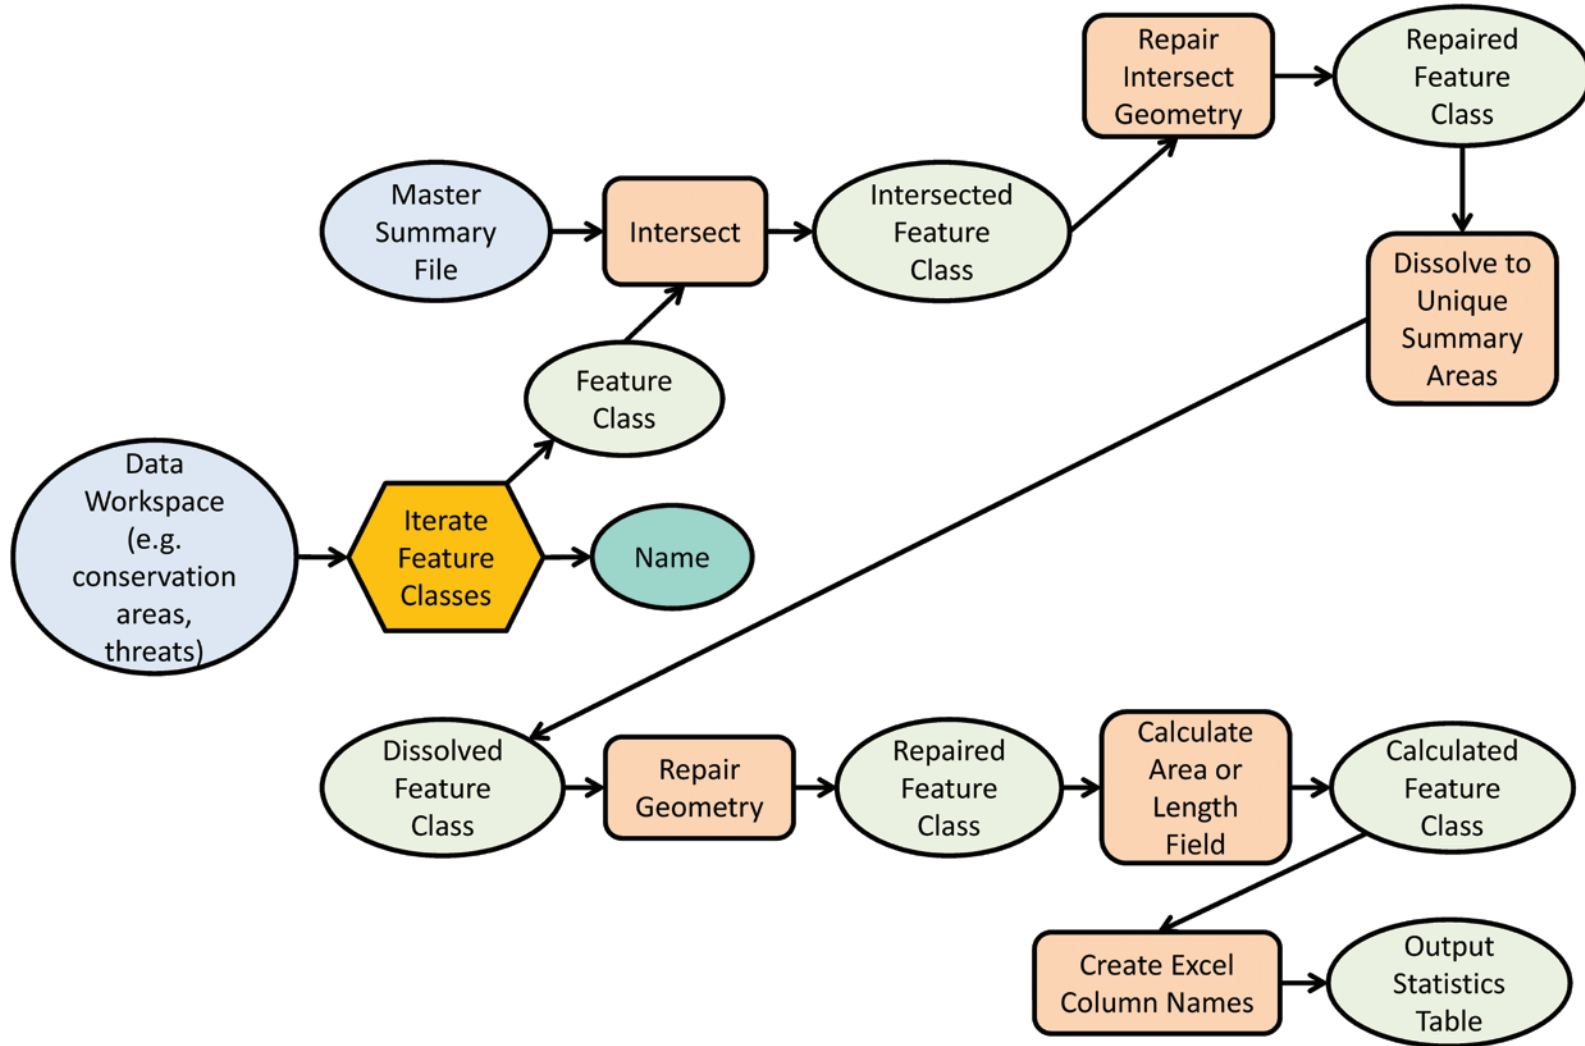 Repair
Intersect
Geometry
Repaired
Feature
Class
Master
Summary
File
Intersect
Intersected
Feature
Class
Dissolve to
Unique
Summary
Areas
Feature
Class
Data
Workspace
(e.g.
conservation
areas,
threats)
Iterate
Feature
Classes
Name
Dissolved
Feature
Class
Repair
Geometry
Repaired
Feature
Class
Calculate
Area or
Length
Field
Calculated
Feature
Class
Create Excel
Column Names
Output
Statistics
Table